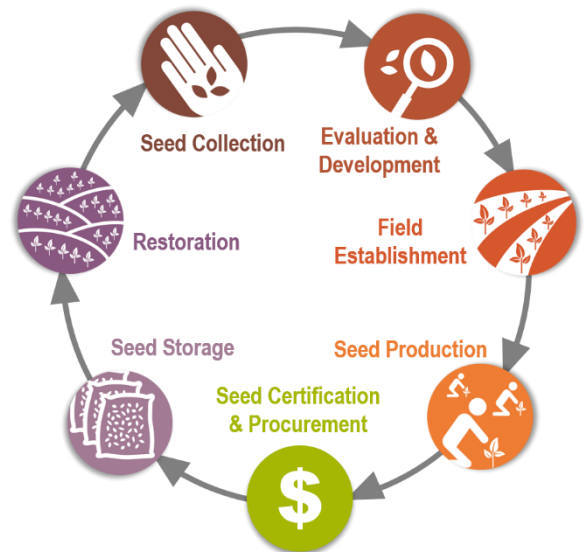 Seed Collection
Evaluation &
Development
Field
Establishment
Restoration
Seed Storage
Seed Production
Seed Certification
& Procurement
$